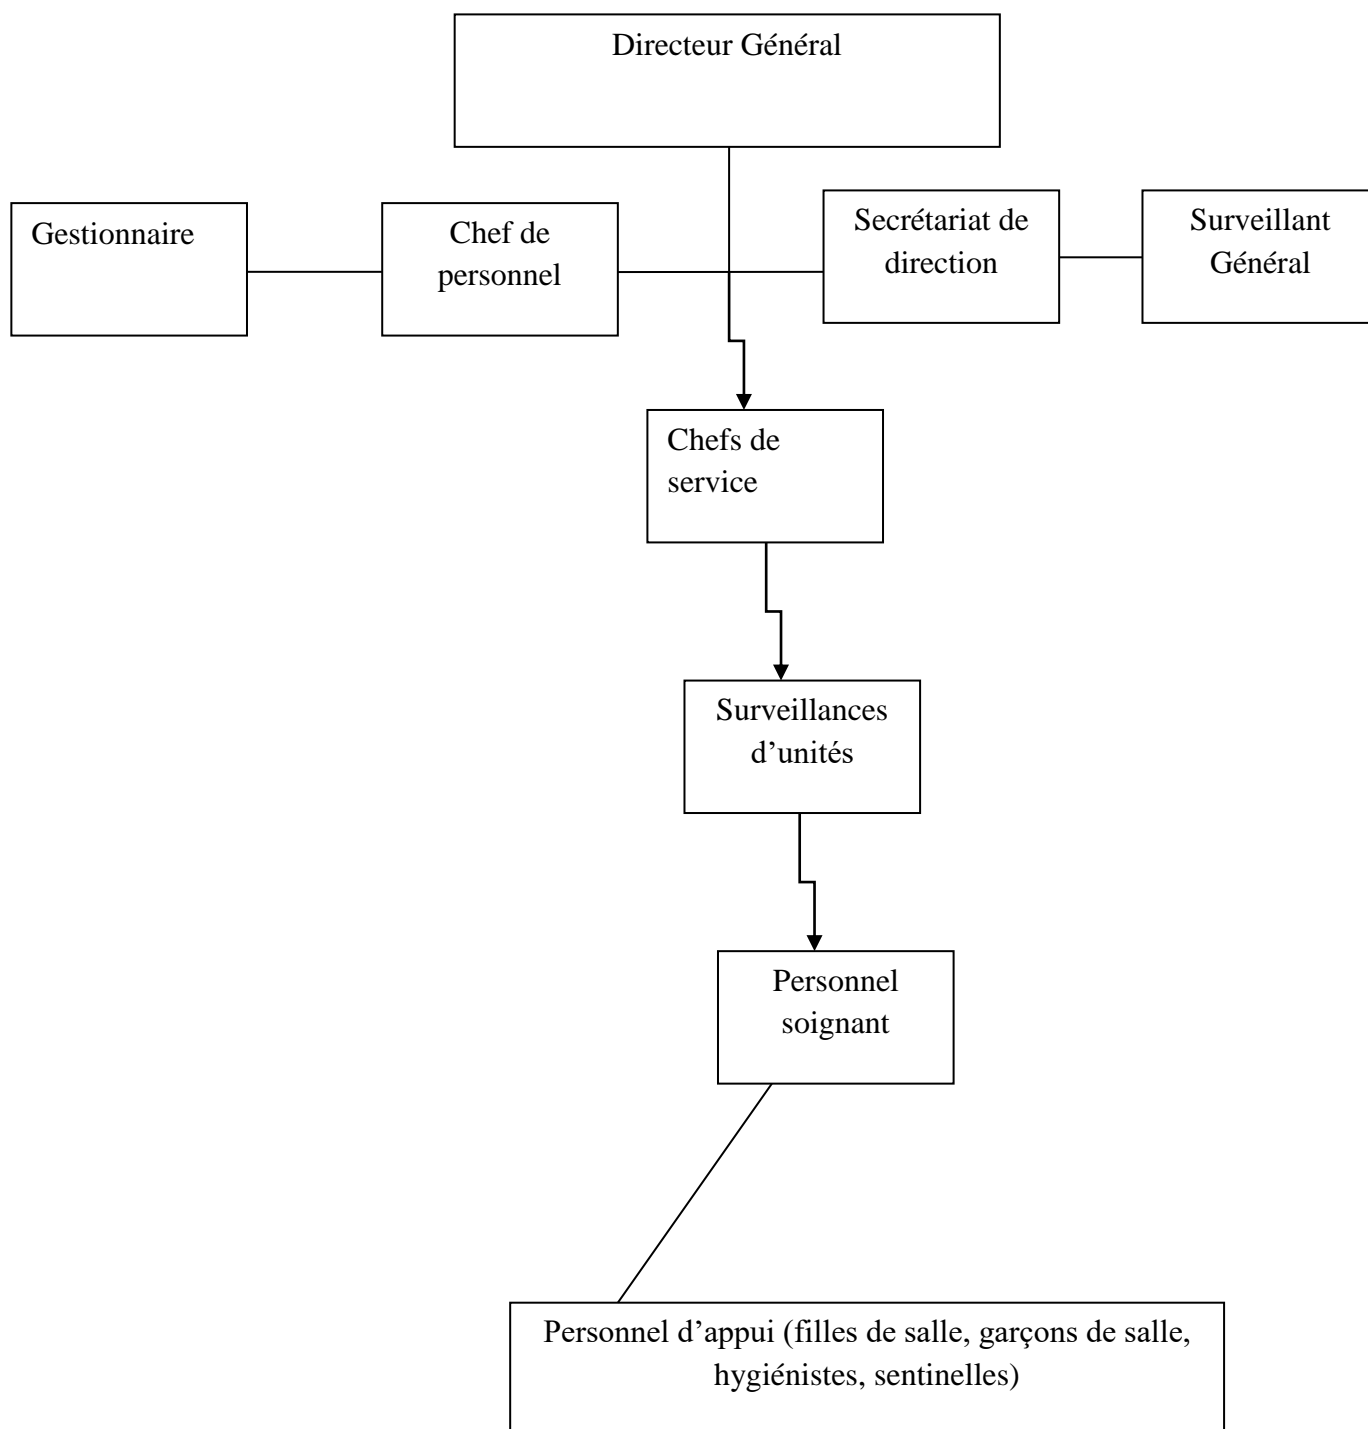 Directeur Général
Gestionnaire
Chef de
personnel
Secrétariat de
direction
Surveillant
Général
Chefs de
service
Surveillances
d’unités
Personnel
soignant
Personnel d’appui (filles de salle, garçons de salle,
hygiénistes, sentinelles)